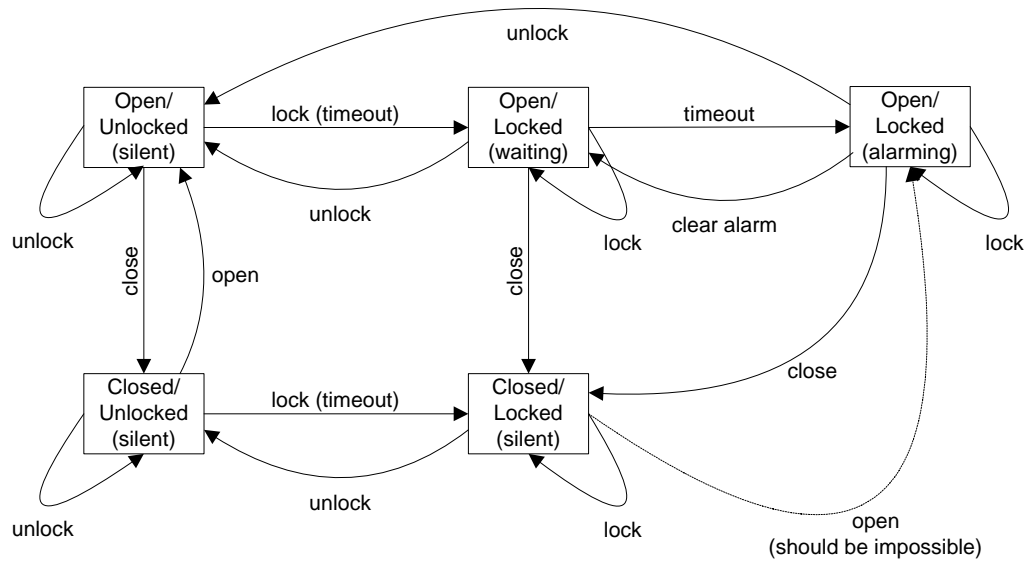 unlock
Open/
Unlocked
(silent)
lock (timeout)
Open/
Locked
(waiting)
timeout
Open/
Locked
(alarming)
unlock
unlock
lock
clear alarm
lock
close
open
close
close
Closed/
Unlocked
(silent)
lock (timeout)
Closed/
Locked
(silent)
unlock
unlock
lock
open
(should be impossible)